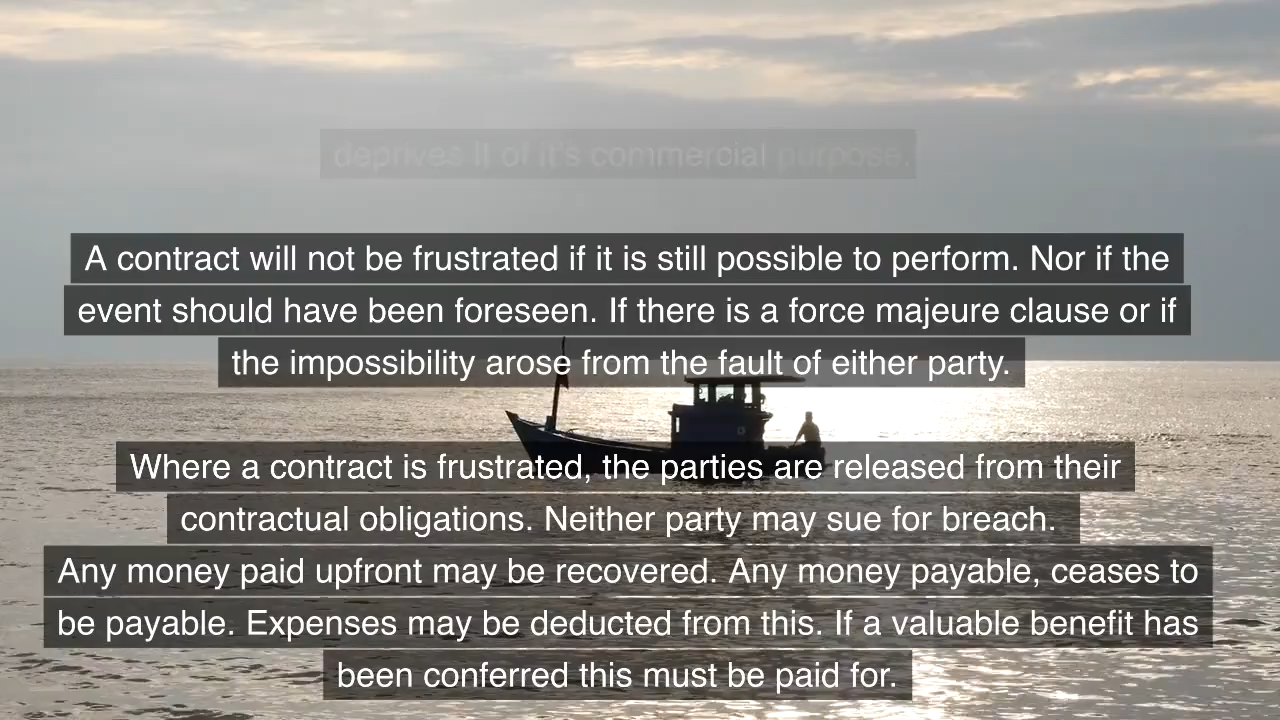 deprives it of it's commercial purpose.
A contract will not be frustrated if it is still possible to perform. Nor if the
event should have been foreseen. If there is a force majeure clause or if
the impossibility arose from the fault of either party.
Where a contract is frustrated, the parties are released from their
contractual obligations. Neither party may sue for breach.
Any money paid upfront may be recovered. Any money payable, ceases to
be payable. Expenses may be deducted from this. If a valuable benefit has
been conferred this must be paid for.